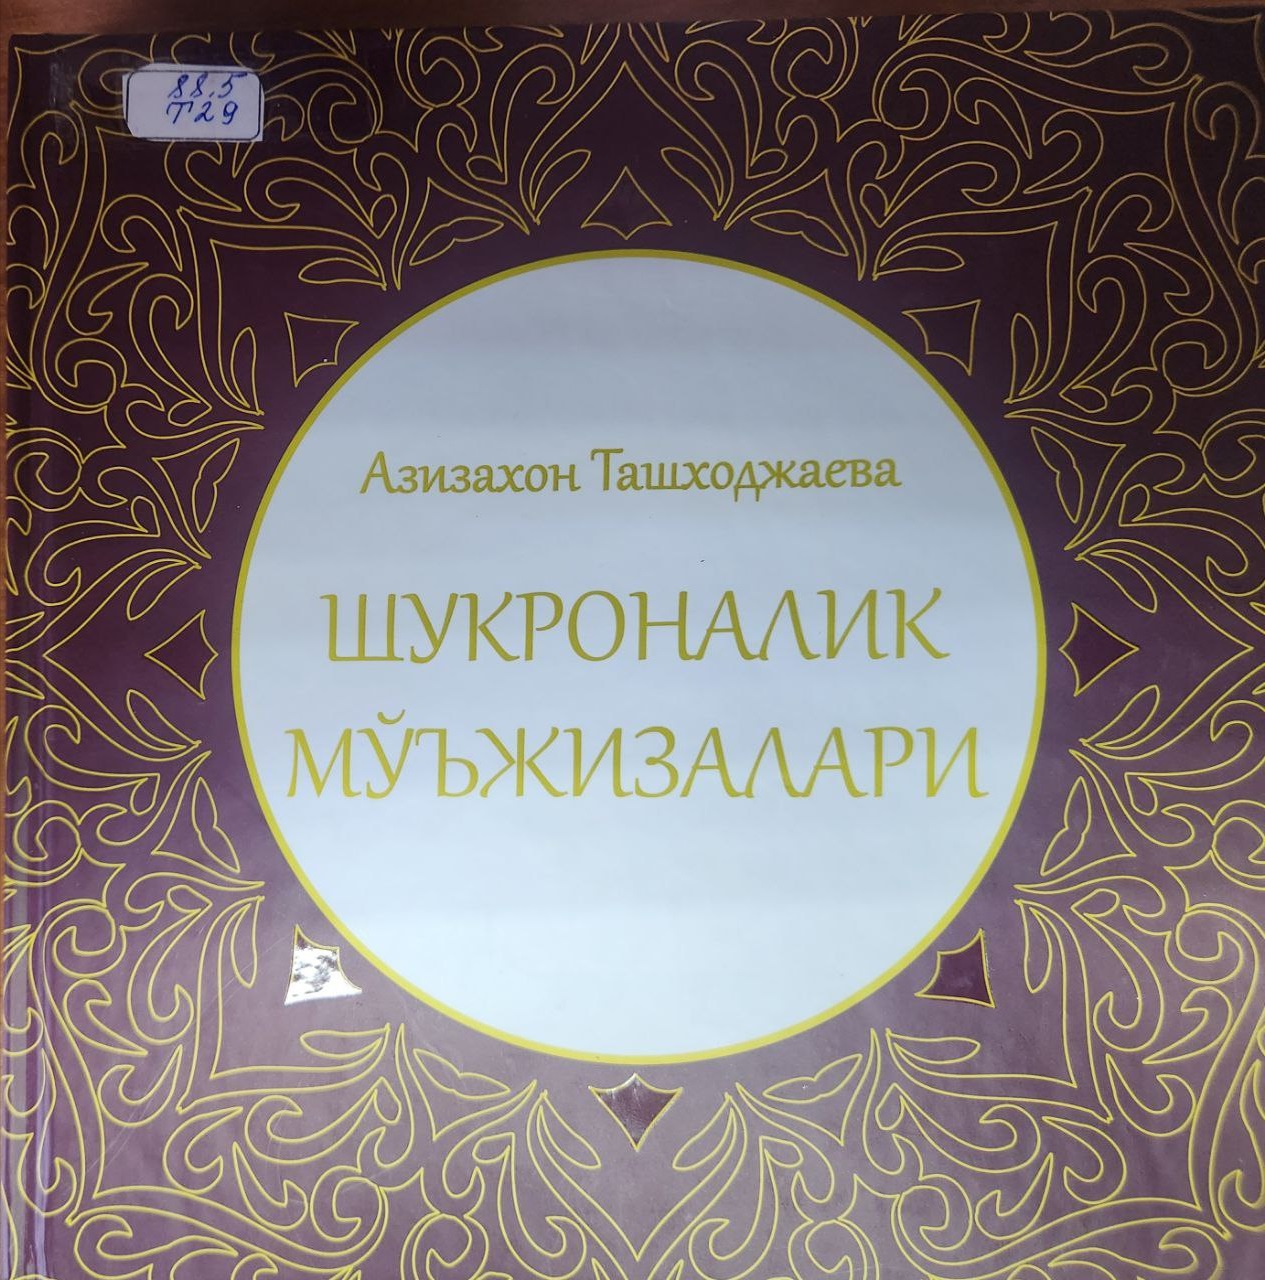 88.5
Т29
Азизахон Ташходжаева
ШУКРОНАЛИК
МЎЪЖИЗАЛАРИ